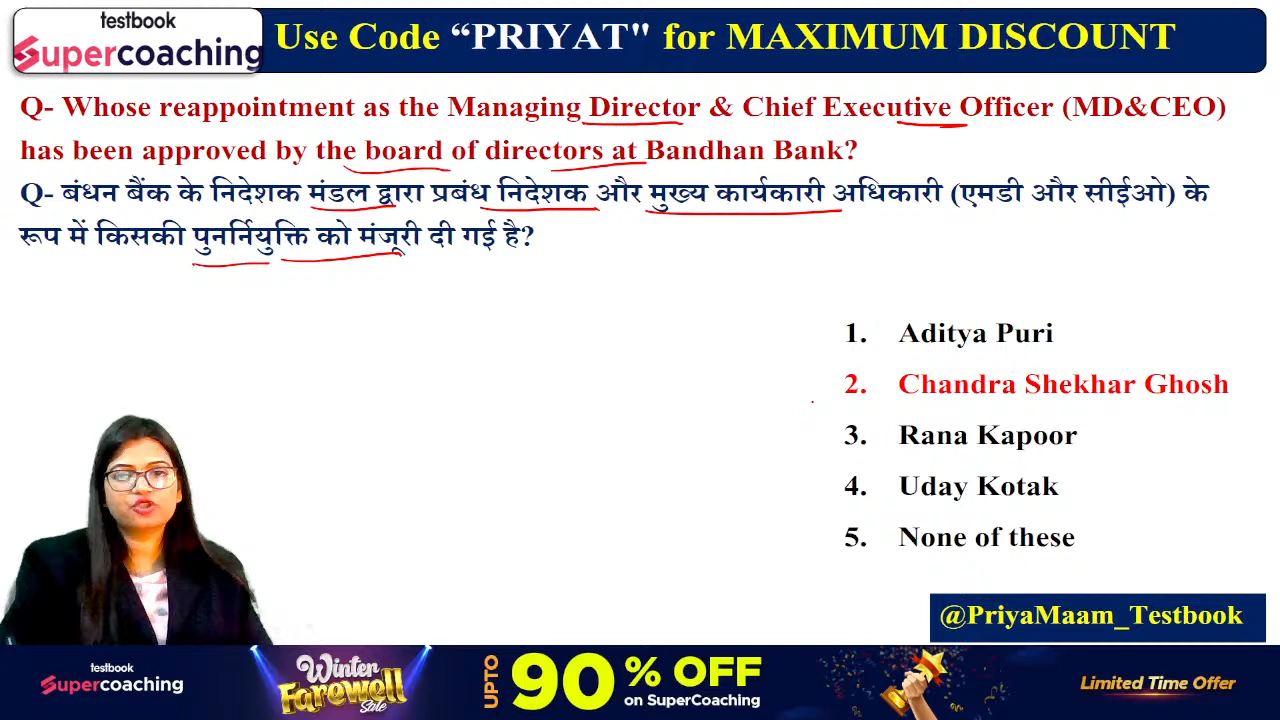 testbook
Supercoaching
Use Code “PRIYAT" for MAXIMUM DISCOUNT
Q- Whose reappointment as the Managing Director & Chief Executive Officer (MD&CEO)
has been approved by the board of directors at Bandhan Bank?
Q- बंधन बैंक के निदेशक मंडल द्वारा प्रबंध निदेशक और मुख्य कार्यकारी अधिकारी (एमडी और सीईओ) के
रूप में किसकी पुनर्नियुक्ति को मंजूरी दी गई है?
1. Aditya Puri
2. Chandra Shekhar Ghosh
3. Rana Kapoor
4. Uday Kotak
5. None of these
@PriyaMaam_Testbook
testbook
Supercoaching
Winter
Farewell
Sale
UPTO 90% OFF
on SuperCoaching
Limited Time Offer